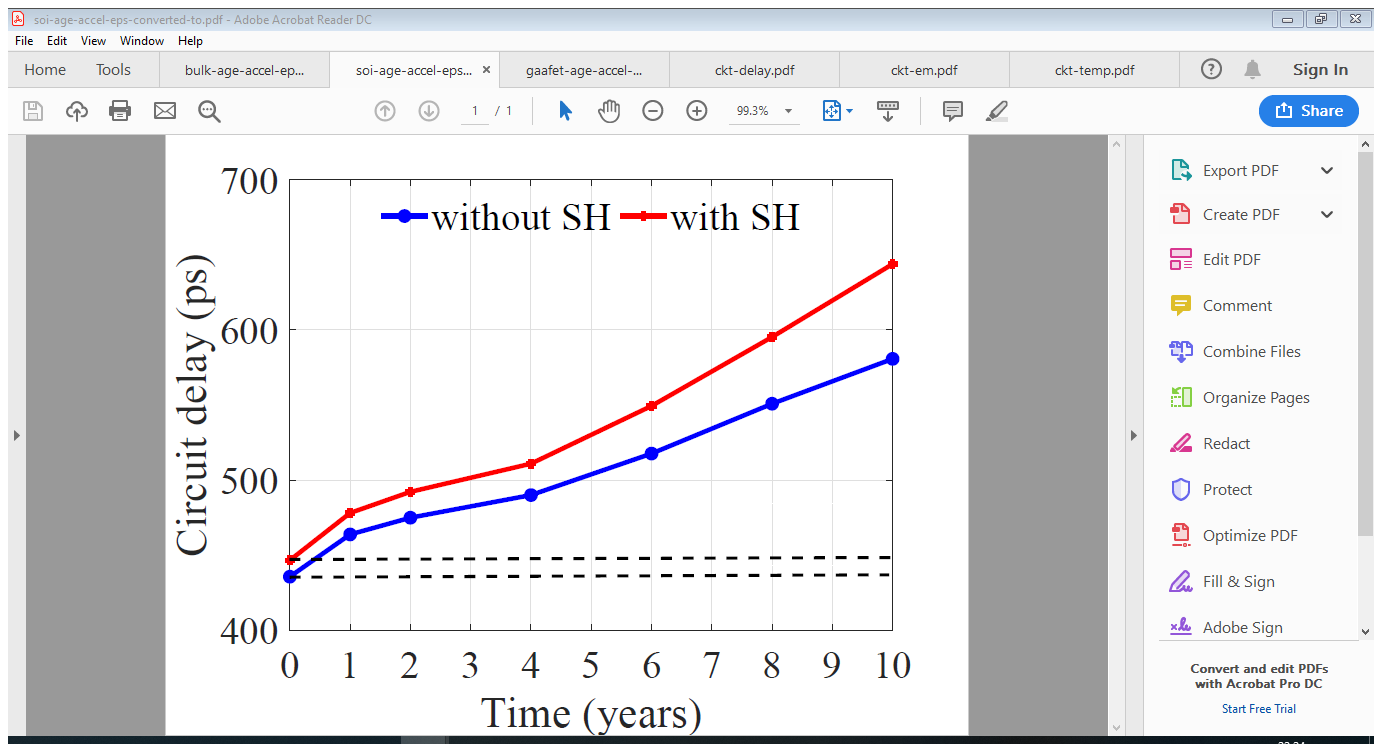 soi-age-accel-eps-converted-to.pdf - Adobe Acrobat Reader DC
File Edit View Window Help
Home Tools bulk-age-accel-ep... soi-age-accel-eps... × gaafet-age-accel-... ckt-delay.pdf ckt-em.pdf ckt-temp.pdf ? Sign In
1 / 1 99.3% Share
700
600
500
400
Circuit delay (ps)
without SH with SH
0 1 2 3 4 5 6 7 8 9 10
Time (years)
Export PDF
Create PDF
Edit PDF
Comment
Combine Files
Organize Pages
Redact
Protect
Optimize PDF
Fill & Sign
Adobe Sign
Convert and edit PDFs
with Acrobat Pro DC
Start Free Trial